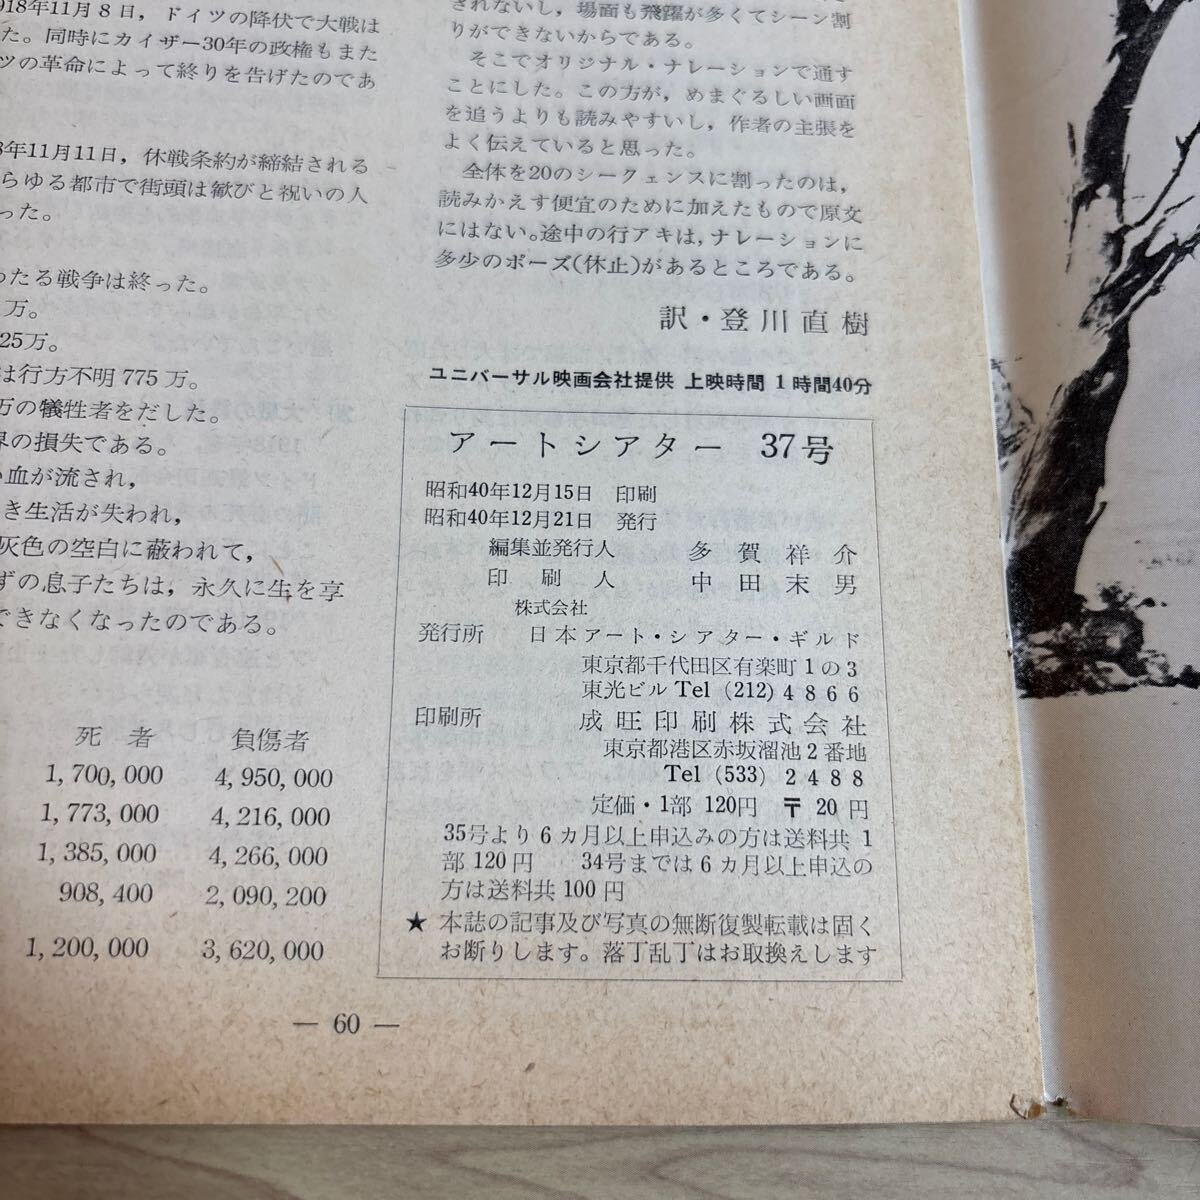 918年11月8日，ドイツの降伏で大戦は
た。同時にカイザー30年の政権もまた
ツの革命によって終りを告げたのであ
年11月11日，休戦条約が締結される
らゆる都市で街頭は歓びと祝いの人
った。
ったる戦争は終った。
万。
25万。
は行方不明775万。
万の犠牲者をだした。
界の損失である。
い血が流され，
き生活が失われ，
灰色の空白に蔽われて，
ずの息子たちは，永久に生を享
できなくなったのである。
死者 負傷者
1,700,000 4,950,000
1,773,000 4,216,000
1,385,000 4,266,000
908,400 2,090,200
1,200,000 3,620,000
されないし，場面も飛躍が多くてシーン割
りができないからである。
そこでオリジナル・ナレーションで通す
ことにした。この方が，めまぐるしい画面
を追うよりも読みやすいし，作者の主張を
よく伝えていると思った。
全体を20のシークェンスに割ったのは，
読みかえす便宜のために加えたもので原文
にはない。途中の行アキは，ナレーションに
多少のポーズ(休止)があるところである。
訳・登川直樹
ユニバーサル映画会社提供 上映時間 1時間40分
アートシアター 37号
昭和40年12月15日 印刷
昭和40年12月21日 発行
編集並発行人 多賀祥介
印刷人 中田末男
株式会社
発行所 日本アート・シアター・ギルド
東京都千代田区有楽町1の3
東光ビル Tel (212) 4866
印刷所 成旺印刷株式会社
東京都港区赤坂溜池2番地
Tel (533) 2488
定価・1部 120円 〒20円
35号より6カ月以上申込みの方は送料共1
部120円 34号までは6カ月以上申込の
方は送料共100円
★ 本誌の記事及び写真の無断復製転載は固く
お断りします。落丁乱丁はお取換えします
— 60 —